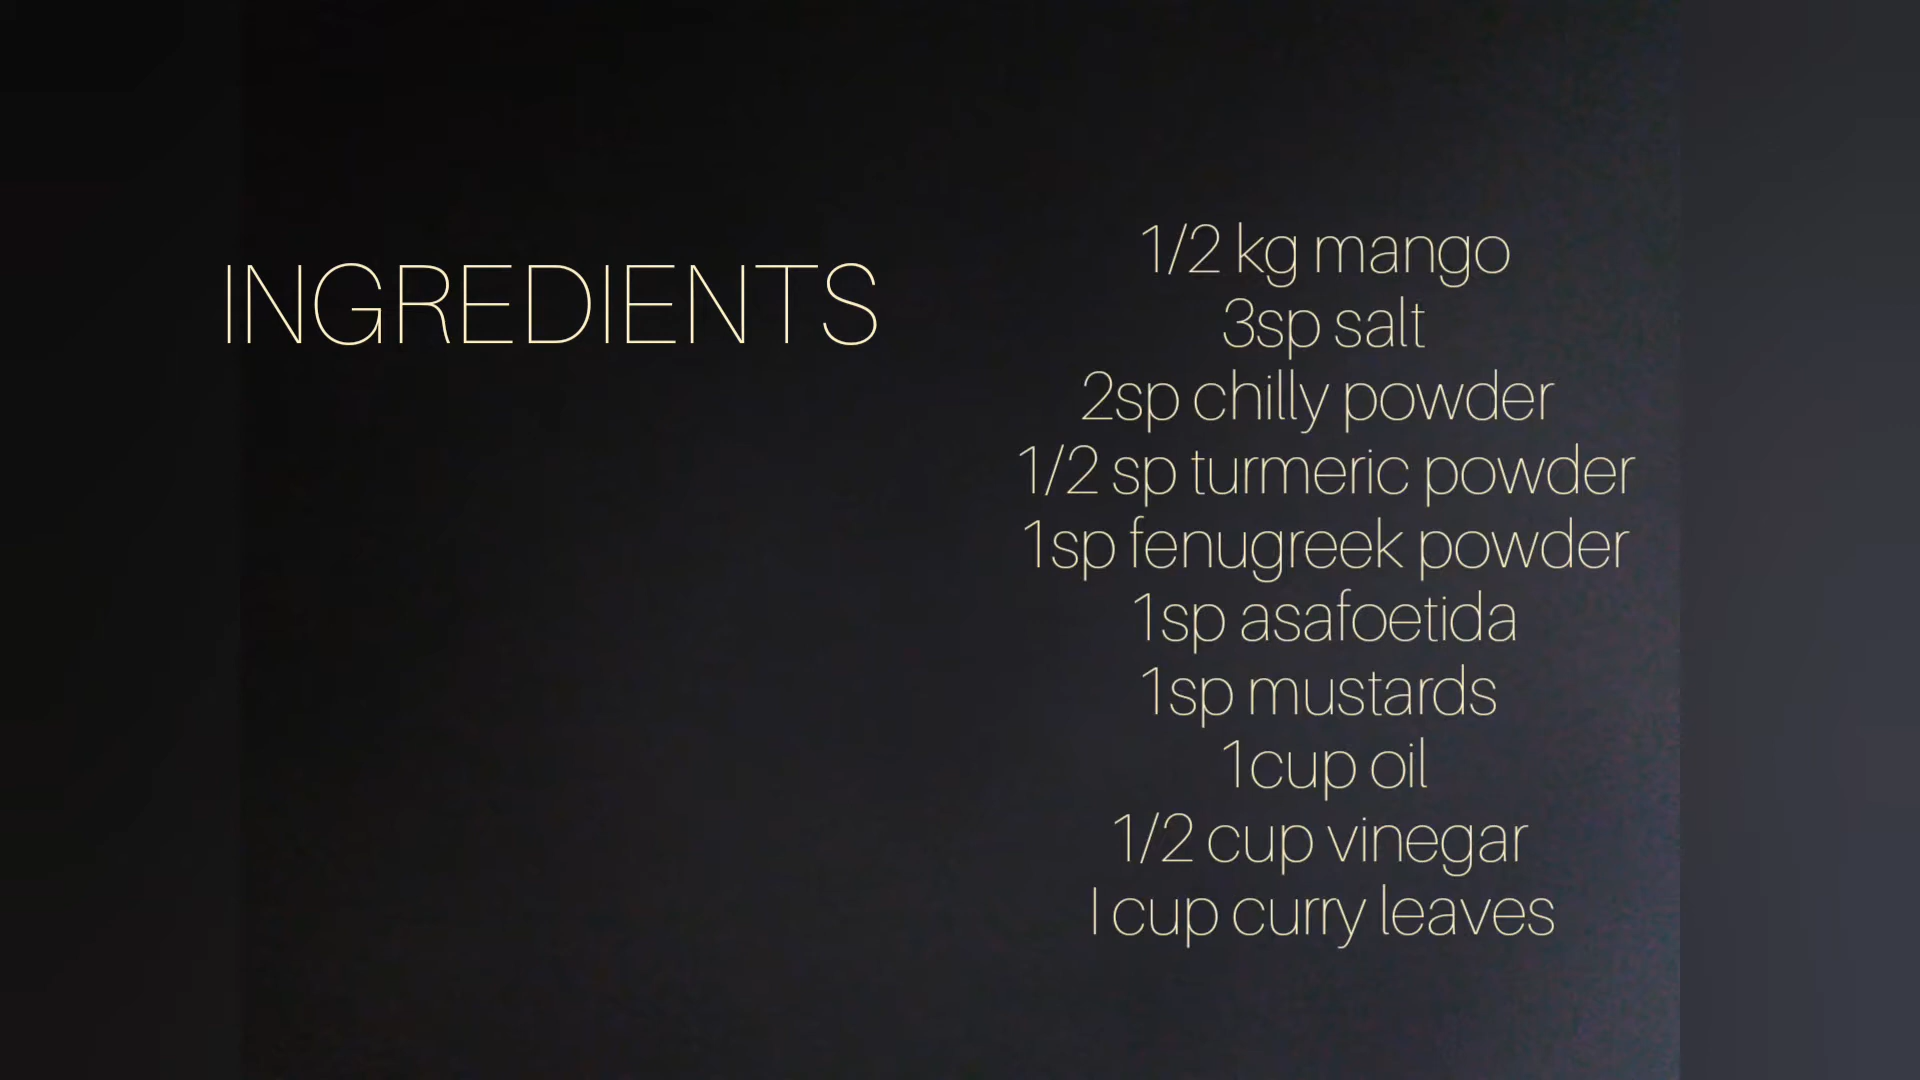 INGREDIENTS
1/2 kg mango
3sp salt
2sp chilly powder
1/2 sp turmeric powder
1sp fenugreek powder
1sp asafoetida
1sp mustards
1cup oil
1/2 cup vinegar
I cup curry leaves